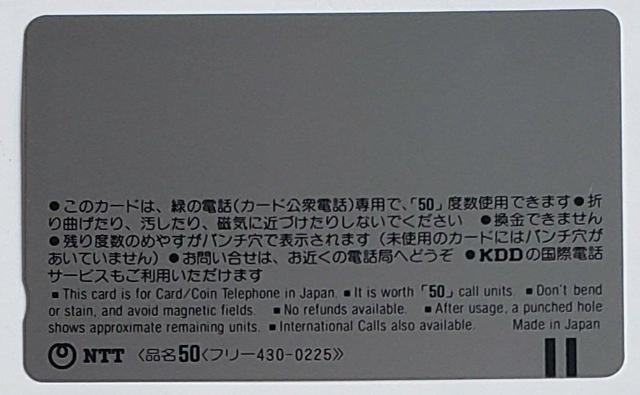 ●このカードは、緑の電話(カード公衆電話)専用で、「50」度数使用できます●折
り曲げたり、汚したり、磁気に近づけたりしないでください ●換金できません
●残り度数のめやすがパンチ穴で表示されます(未使用のカードにはパンチ穴が
あいていません)●お問い合せは、お近くの電話局へどうぞ ●KDDの国際電話
サービスもご利用いただけます
■This card is for Card/Coin Telephone in Japan. ■It is worth「50」call units. ■Don't bend
or stain, and avoid magnetic fields. ■No refunds available. ■After usage, a punched hole
shows approximate remaining units. ■International Calls also available. Made in Japan
NTT 〈品名50〈フリー430-0225》